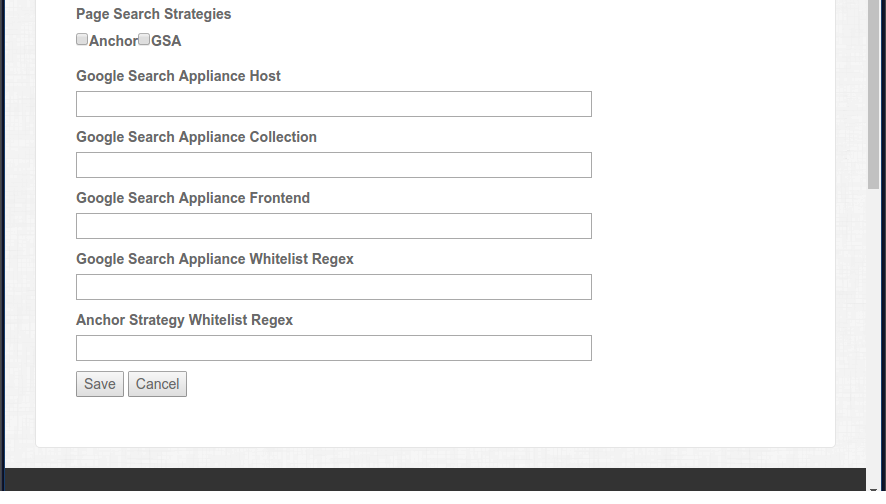 Page Search Strategies
Anchor GSA
Google Search Appliance Host
Google Search Appliance Collection
Google Search Appliance Frontend
Google Search Appliance Whitelist Regex
Anchor Strategy Whitelist Regex
Save Cancel